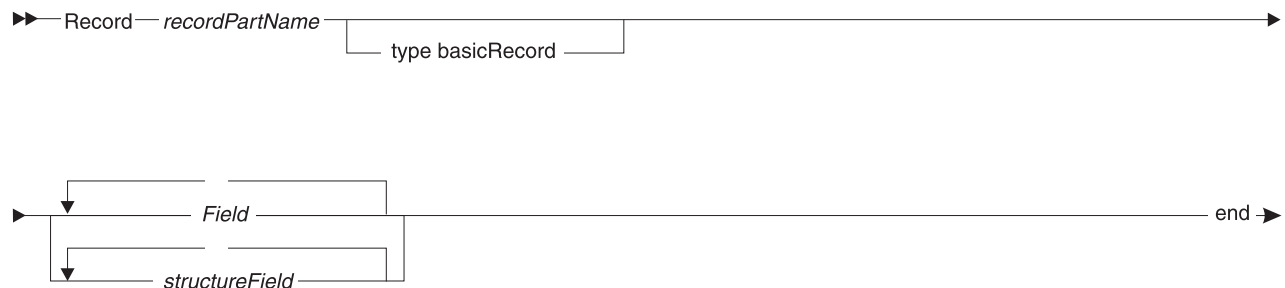 Record recordPartName
type basicRecord
Field
end
structureField